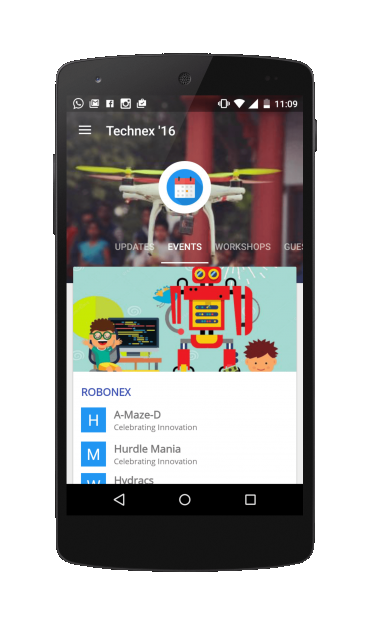 11:09
Technex '16
UPDATES EVENTS WORKSHOPS GUES
ROBONEX
H
A-Maze-D
Celebrating Innovation
M
Hurdle Mania
Celebrating Innovation
W
Hydracs